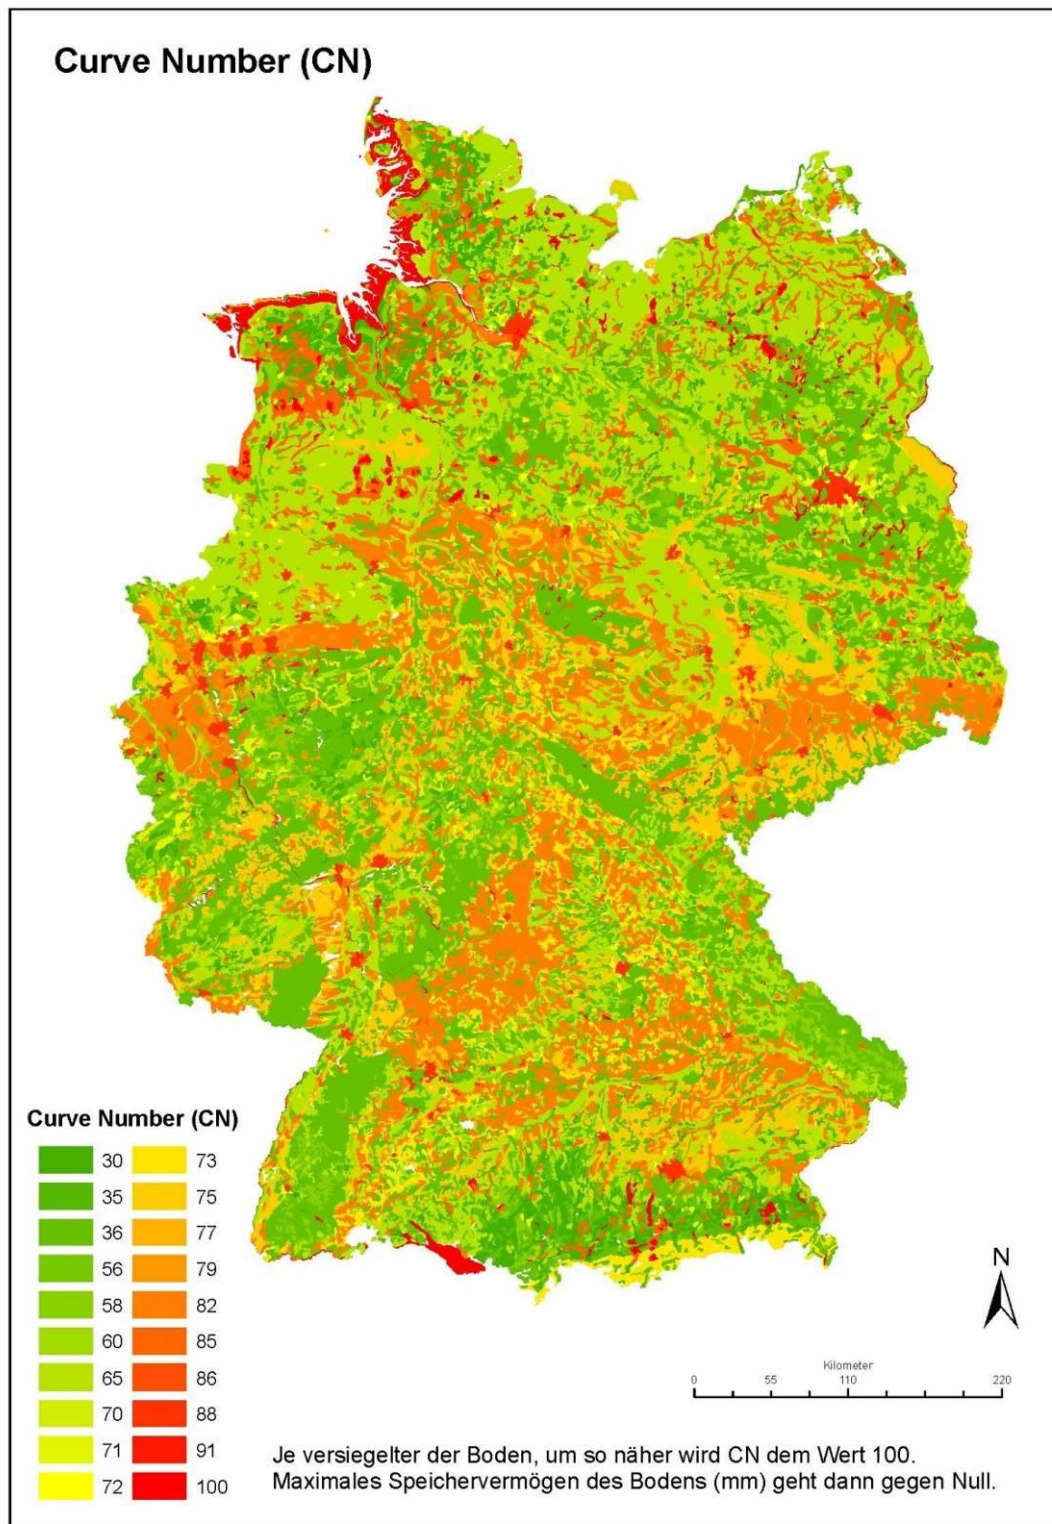 Curve Number (CN)
Curve Number (CN)
30 73
35 75
36 77
56 79
58 82
60 85
65 86
70 88
71 91
72 100
N
Kilometer
0 55 110 220
Je versiegelter der Boden, um so näher wird CN dem Wert 100.
Maximales Speichervermögen des Bodens (mm) geht dann gegen Null.